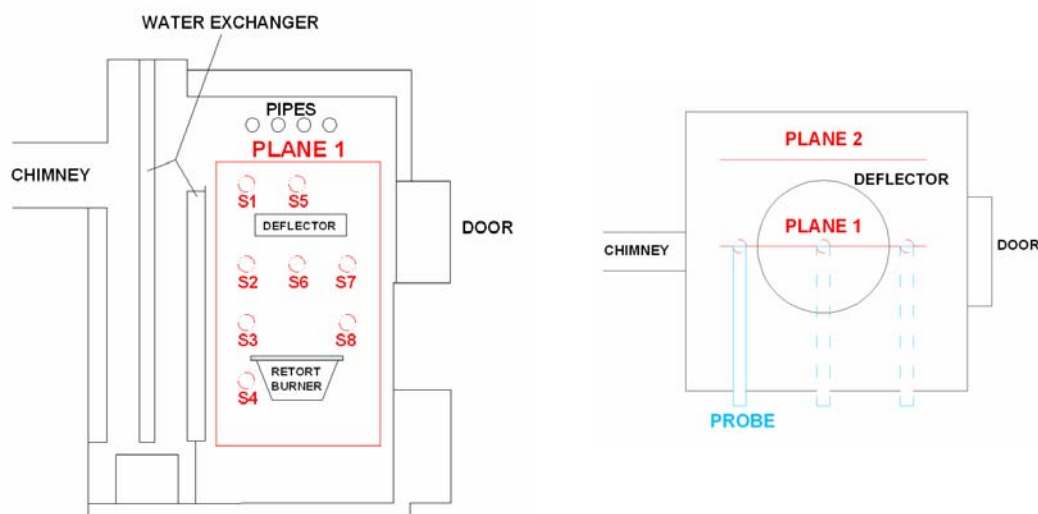 WATER EXCHANGER
PIPES
PLANE 1
CHIMNEY
S1
S5
DEFLECTOR
DOOR
S2
S6
S7
S3
S8
RETORT
BURNER
S4
PLANE 2
DEFLECTOR
PLANE 1
CHIMNEY
DOOR
PROBE